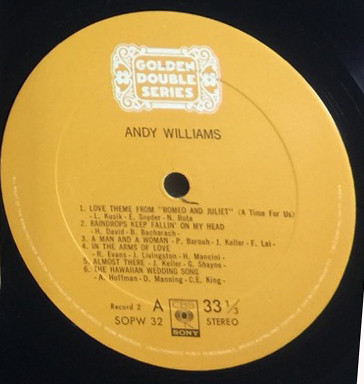 GOLDEN
DOUBLE
SERIES
ANDY WILLIAMS
1. LOVE THEME FROM "ROMEO AND JULIET" (A Time For Us)
- L. Kusik - E. Snyder - N. Rota
2. RAINDROPS KEEP FALLIN' ON MY HEAD
- H. David - B. Bacharach -
3. A MAN AND A WOMAN - P. Barouh - J. Keller - E. Lai -
4. IN THE ARMS OF LOVE
- R. Evans - J. Livingston - H. Mancini -
5. ALMOST THERE - J. Keller - G. Shayne -
6. THE HAWAIIAN WEDDING SONG
- A. Hoffman - D. Manning - C.E. King -
Record 2 A CBS 33 1/3
SOPW 32 SONY STEREO